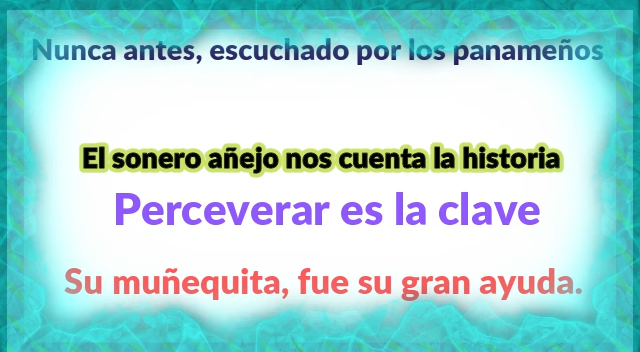 Nunca antes, escuchado por los panameños
El sonero añejo nos cuenta la historia
Perceverar es la clave
Su muñequita, fue su gran ayuda.